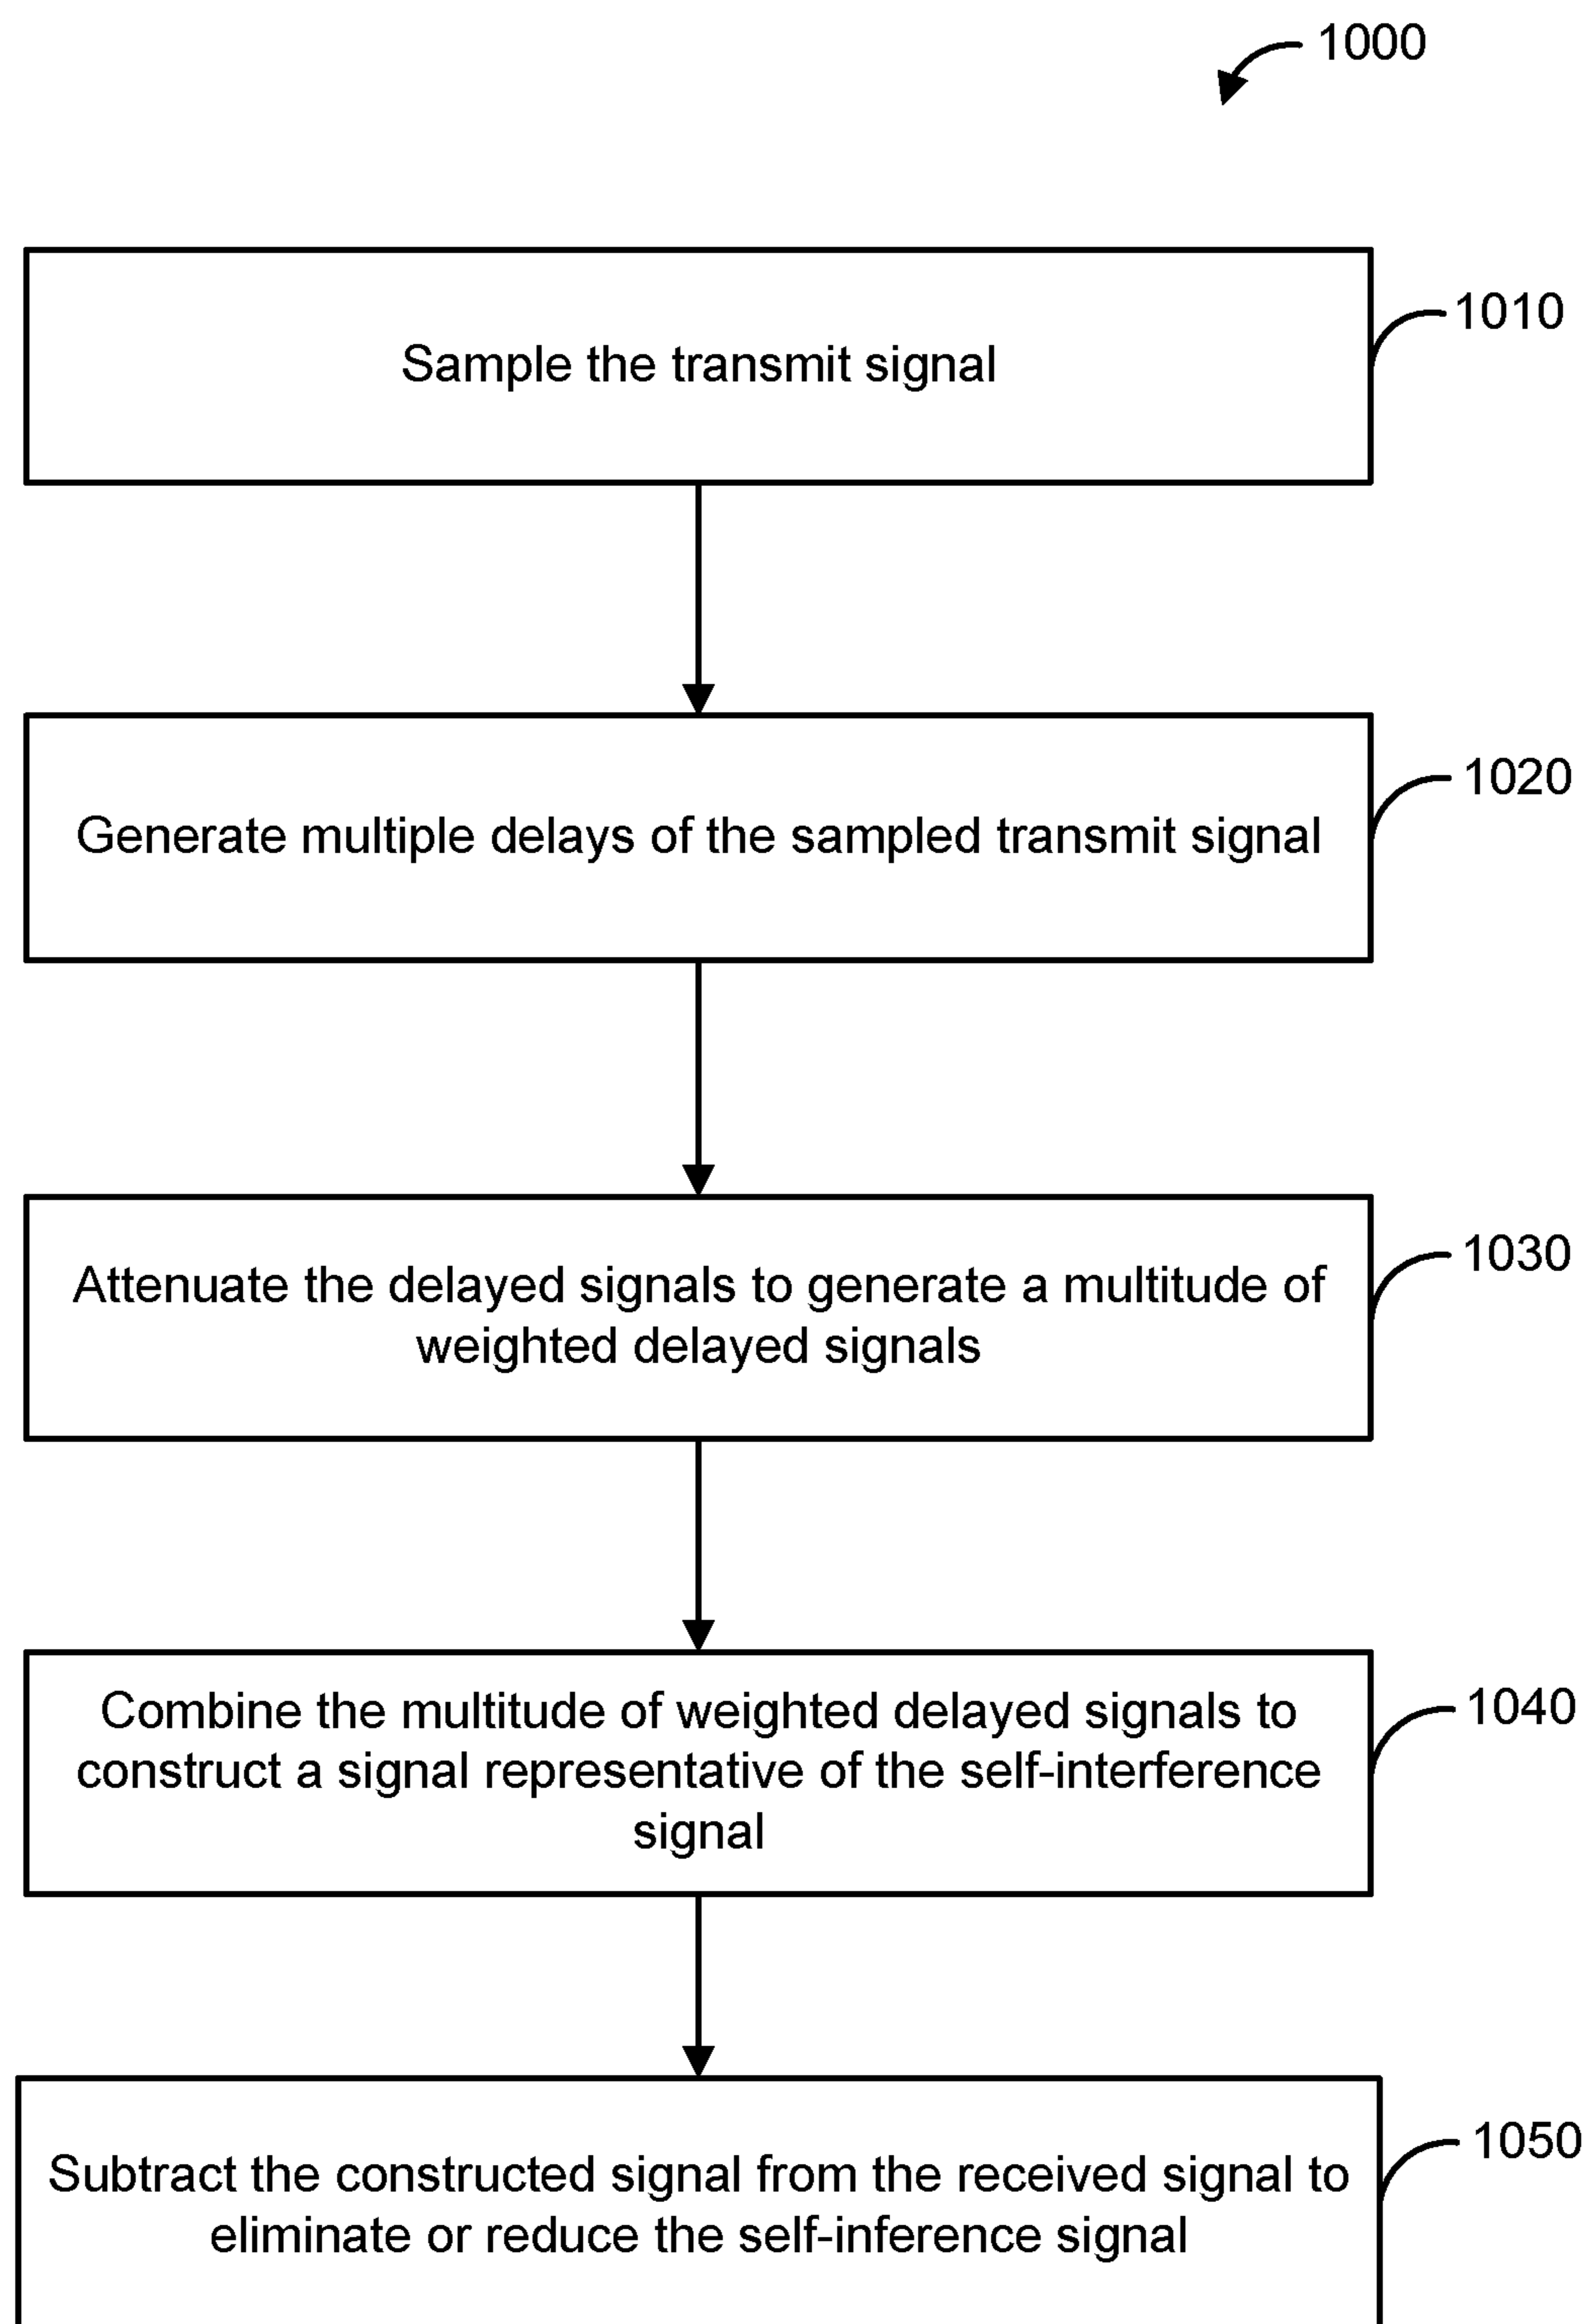 1000
Sample the transmit signal
1010
Generate multiple delays of the sampled transmit signal
1020
Attenuate the delayed signals to generate a multitude of
weighted delayed signals
1030
Combine the multitude of weighted delayed signals to
construct a signal representative of the self-interference
signal
1040
Subtract the constructed signal from the received signal to
eliminate or reduce the self-inference signal
1050